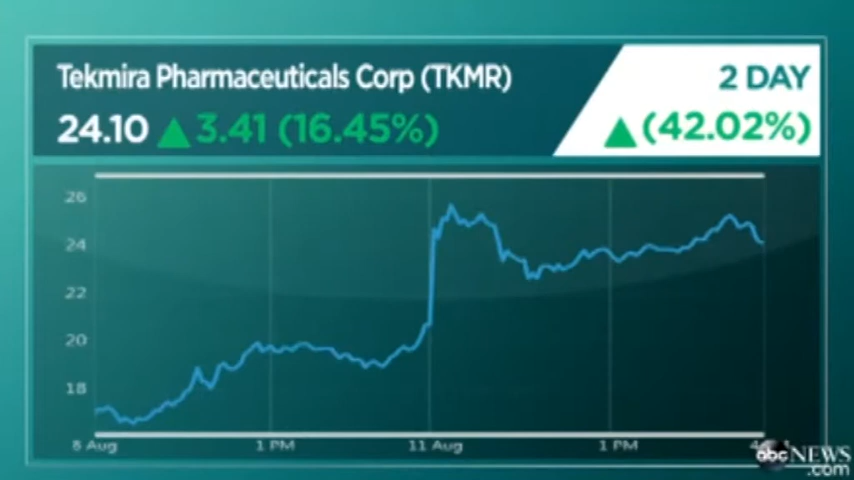 Tekmira Pharmaceuticals Corp (TKMR)
24.10 ▲ 3.41 (16.45%)
2 DAY
▲ (42.02%)
26
24
22
20
18
8 Aug 1 PM 11 Aug 1 PM
abc NEWS
.com